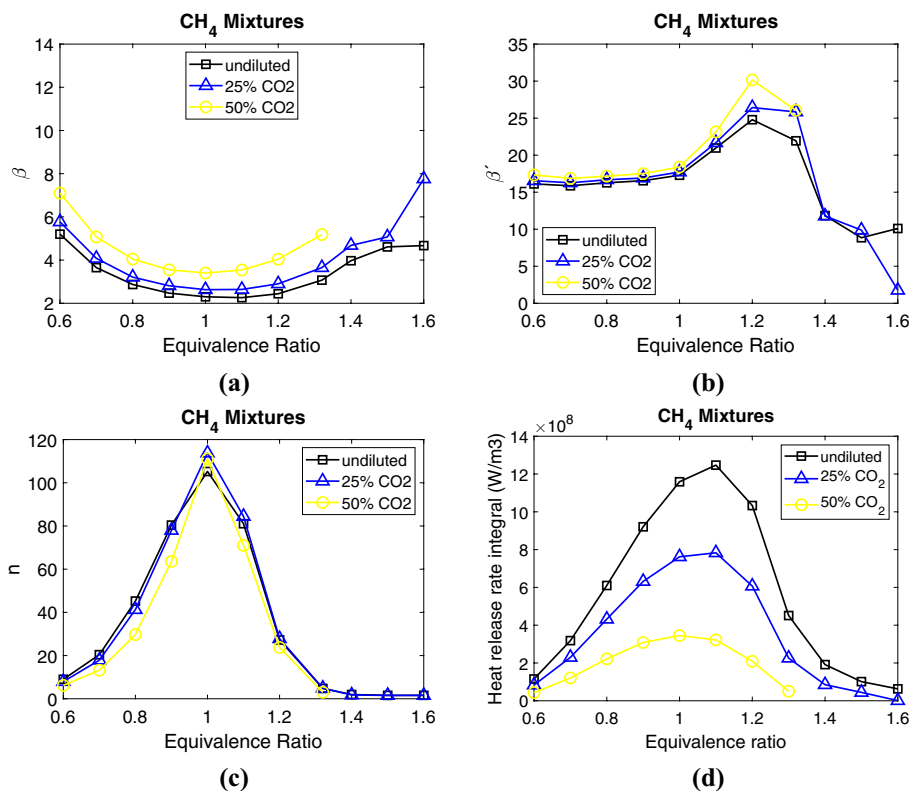 CH4 Mixtures
14
12
10
8
6
4
2
β
undiluted
25% CO2
50% CO2
0.6 0.8 1 1.2 1.4 1.6
Equivalence Ratio
(a)
CH4 Mixtures
35
30
25
20
15
10
5
0
β′
undiluted
25% CO2
50% CO2
0.6 0.8 1 1.2 1.4 1.6
Equivalence Ratio
(b)
CH4 Mixtures
120
100
80
60
40
20
0
n
undiluted
25% CO2
50% CO2
0.6 0.8 1 1.2 1.4 1.6
Equivalence Ratio
(c)
CH4 Mixtures
×10^8
14
12
10
8
6
4
2
0
Heat release rate integral (W/m3)
undiluted
25% CO2
50% CO2
0.6 0.8 1 1.2 1.4 1.6
Equivalence ratio
(d)